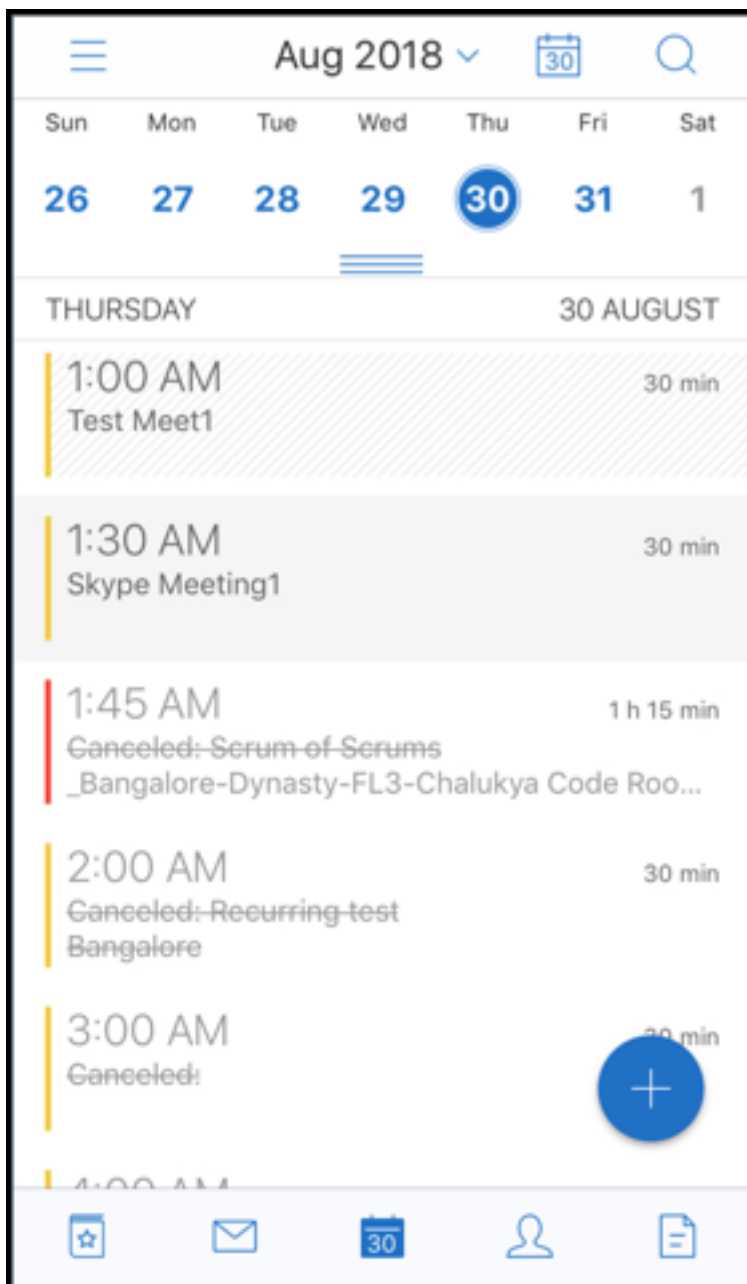 Aug 2018
30
Sun Mon Tue Wed Thu Fri Sat
26 27 28 29 30 31 1
THURSDAY 30 AUGUST
1:00 AM 30 min
Test Meet1
1:30 AM 30 min
Skype Meeting1
1:45 AM 1 h 15 min
Canceled: Scrum of Scrums
_Bangalore-Dynasty-FL3-Chalukya Code Roo...
2:00 AM 30 min
Canceled: Recurring test
Bangalore
3:00 AM min
Canceled:
30